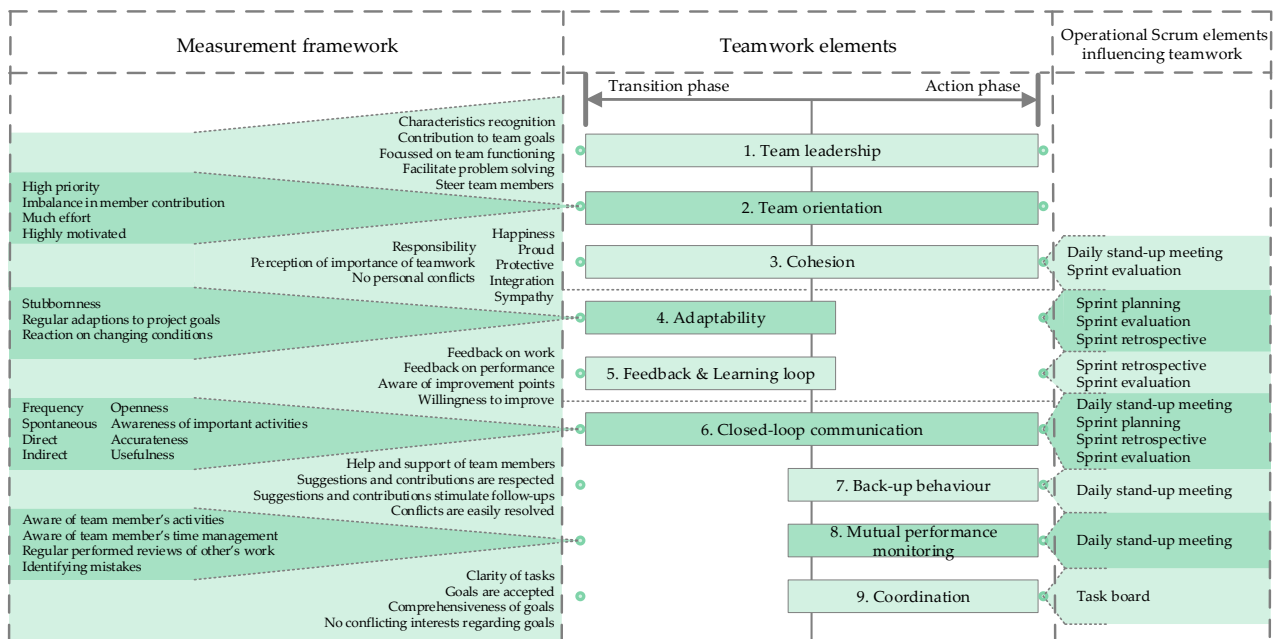 Measurement framework
Teamwork elements
Operational Scrum elements
influencing teamwork
Transition phase
Action phase
Characteristics recognition
Contribution to team goals
Focussed on team functioning
Facilitate problem solving
Steer team members
1. Team leadership
High priority
Imbalance in member contribution
Much effort
Highly motivated
2. Team orientation
Responsibility
Perception of importance of teamwork
No personal conflicts
Happiness
Proud
Protective
Integration
Sympathy
3. Cohesion
Daily stand-up meeting
Sprint evaluation
Stubbornness
Regular adaptions to project goals
Reaction on changing conditions
4. Adaptability
Sprint planning
Sprint evaluation
Sprint retrospective
Feedback on work
Feedback on performance
Aware of improvement points
Willingness to improve
5. Feedback & Learning loop
Sprint retrospective
Sprint evaluation
Frequency
Spontaneous
Direct
Indirect
Openness
Awareness of important activities
Accurateness
Usefulness
6. Closed-loop communication
Daily stand-up meeting
Sprint planning
Sprint retrospective
Sprint evaluation
Help and support of team members
Suggestions and contributions are respected
Suggestions and contributions stimulate follow-ups
Conflicts are easily resolved
7. Back-up behaviour
Daily stand-up meeting
Aware of team member's activities
Aware of team member's time management
Regular performed reviews of other's work
Identifying mistakes
8. Mutual performance
monitoring
Daily stand-up meeting
Clarity of tasks
Goals are accepted
Comprehensiveness of goals
No conflicting interests regarding goals
9. Coordination
Task board